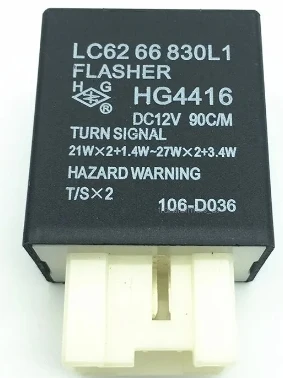 LC62 66 830L1
FLASHER
H G
HG4416
DC12V 90C/M
TURN SIGNAL
21W×2+1.4W~27W×2+3.4W
HAZARD WARNING
T/S×2
106-D036